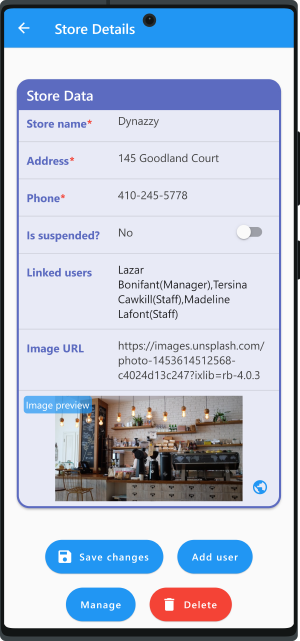 Store Details
Store Data
Store name* Dynazzy
Address* 145 Goodland Court
Phone* 410-245-5778
Is suspended? No
Linked users Lazar
Bonifant(Manager),Tersina
Cawkill(Staff),Madeline
Lafont(Staff)
Image URL https://images.unsplash.com/
photo-1453614512568-
c4024d13c247?ixlib=rb-4.0.3
Image preview
Save changes Add user
Manage Delete